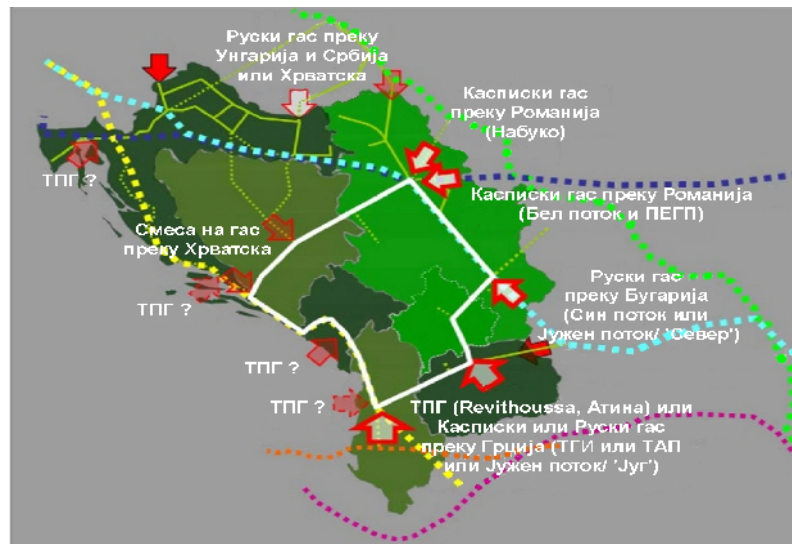 Руски гас преку
Унгарија и Србија
или Хрватска
Касписки гас
преку Романија
(Набуко)
ТПГ ?
Касписки гас преку Романија
(Бел поток и ПЕГП)
Смеса на гас
преку Хрватска
Руски гас
преку Бугарија
(Син поток или
Јужен поток/ 'Север')
ТПГ ?
ТПГ ?
ТПГ ?
ТПГ (Revithoussa, Атина) или
Касписки или Руски гас
преку Грција (ТГИ или ТАП
или Јужен поток/ 'Југ')